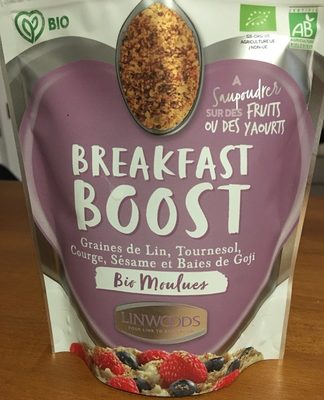 BIO
AB
À
Saupoudrer
SUR DES FRUITS
OU DES YAOURTS
BREAKFAST
BOOST
Graines de Lin, Tournesol,
Courge, Sésame et Baies de Goji
Bio Moulues
LINWOODS